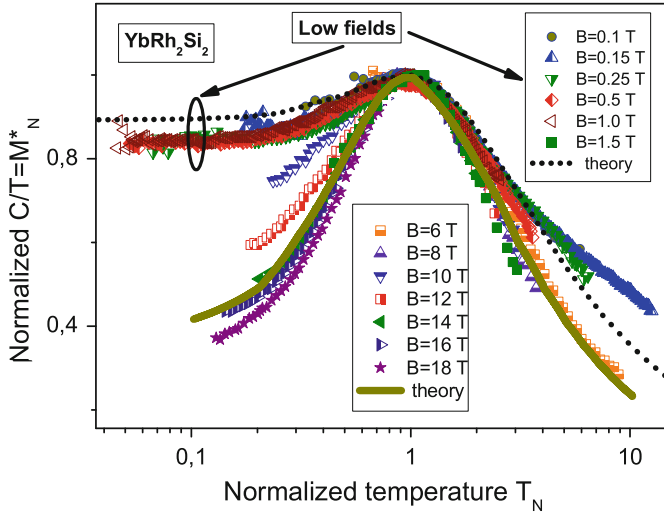 YbRh₂Si₂
Low fields
B=0.1 T
B=0.15 T
B=0.25 T
B=0.5 T
B=1.0 T
B=1.5 T
theory
B=6 T
B=8 T
B=10 T
B=12 T
B=14 T
B=16 T
B=18 T
theory
Normalized C/T=M*N
0,8
0,4
0,1
1
10
Normalized temperature TN